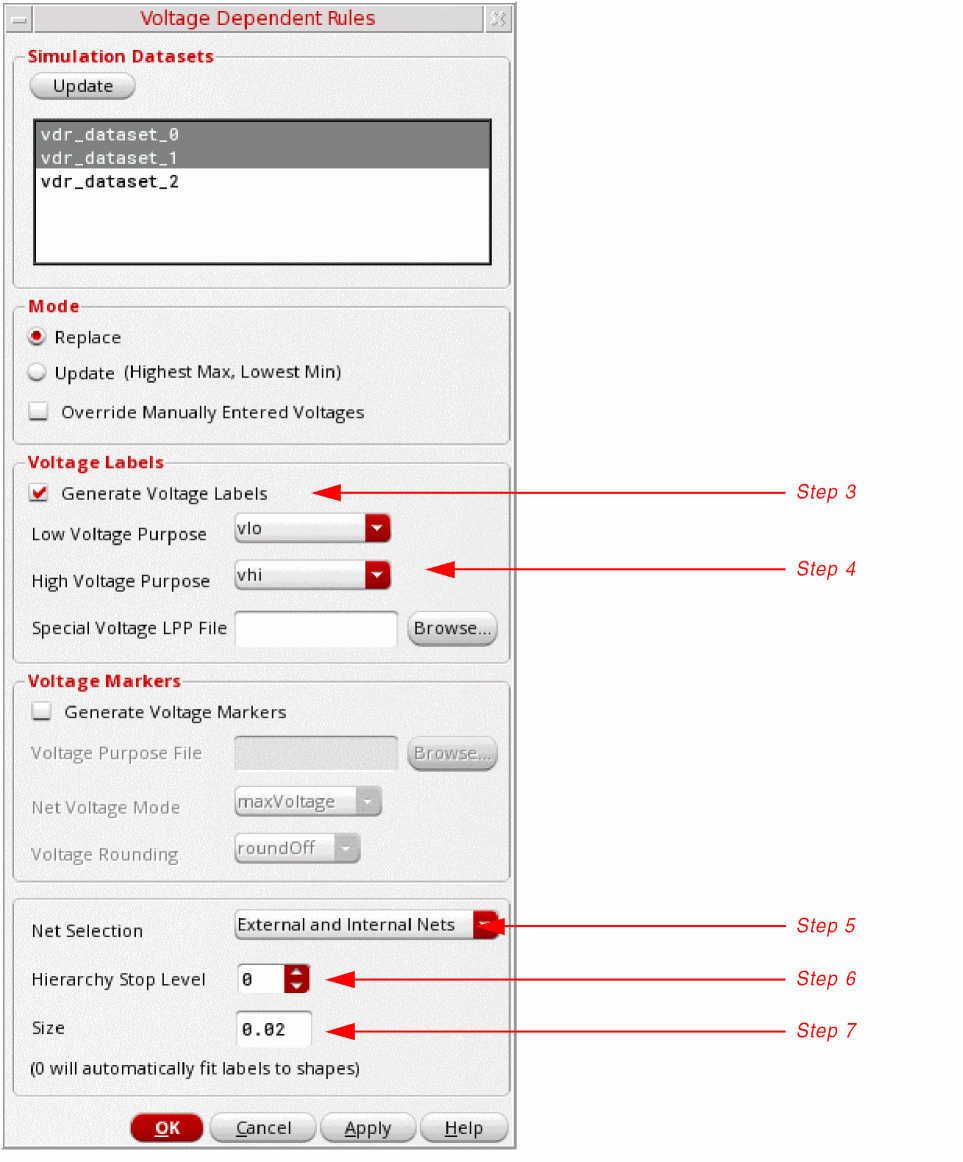 Voltage Dependent Rules
Simulation Datasets
Update
vdr_dataset_0
vdr_dataset_1
vdr_dataset_2
Mode
Replace
Update (Highest Max, Lowest Min)
Override Manually Entered Voltages
Voltage Labels
Generate Voltage Labels Step 3
Low Voltage Purpose vlo
High Voltage Purpose vhi Step 4
Special Voltage LPP File Browse...
Voltage Markers
Generate Voltage Markers
Voltage Purpose File Browse...
Net Voltage Mode maxVoltage
Voltage Rounding roundOff
Net Selection External and Internal Nets Step 5
Hierarchy Stop Level 0 Step 6
Size 0.02 Step 7
(0 will automatically fit labels to shapes)
OK Cancel Apply Help